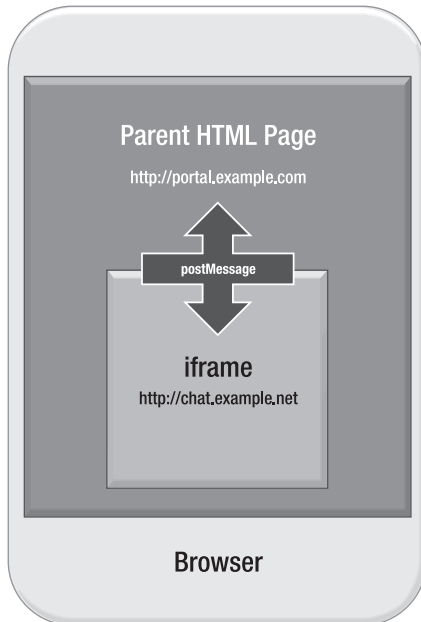 Parent HTML Page
http://portal.example.com
postMessage
iframe
http://chat.example.net
Browser